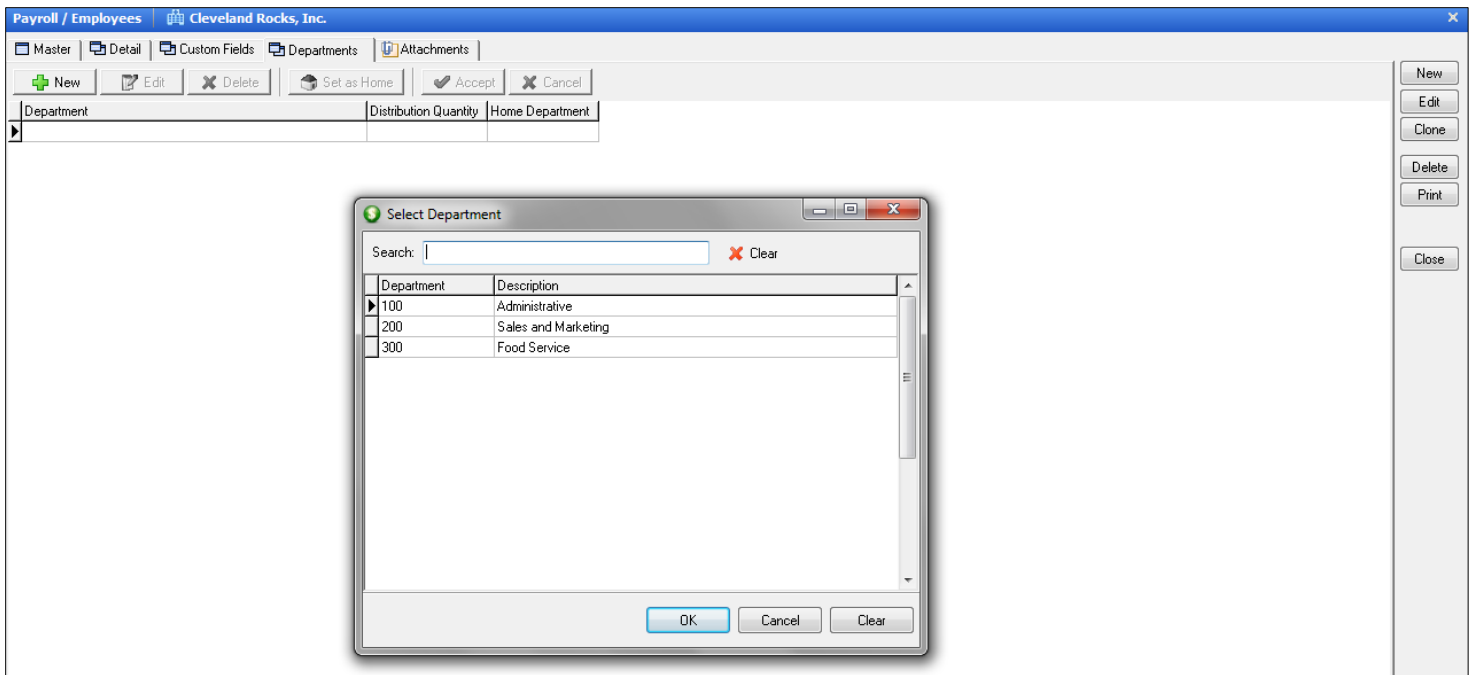 Payroll / Employees Cleveland Rocks, Inc.
Master Detail Custom Fields Departments Attachments
New Edit Delete Set as Home Accept Cancel
Department Distribution Quantity Home Department
New
Edit
Clone
Delete
Print
Close
Select Department
Search: Clear
Department Description
100 Administrative
200 Sales and Marketing
300 Food Service
OK Cancel Clear